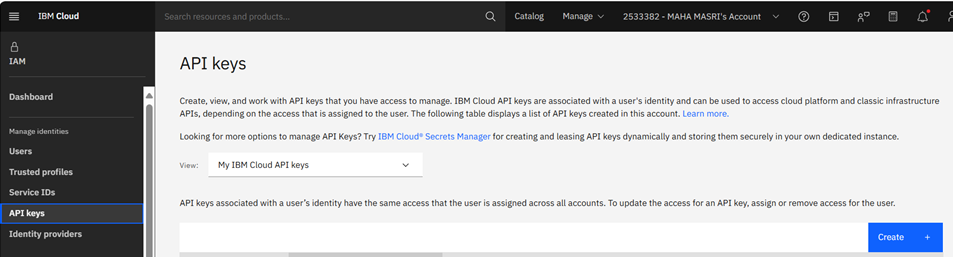 IBM Cloud
Search resources and products...
Catalog
Manage
2533382 - MAHA MASRI's Account
IAM
Dashboard
Manage identities
Users
Trusted profiles
Service IDs
API keys
Identity providers
API keys
Create, view, and work with API keys that you have access to manage. IBM Cloud API keys are associated with a user's identity and can be used to access cloud platform and classic infrastructure
APIs, depending on the access that is assigned to the user. The following table displays a list of API keys created in this account. Learn more.
Looking for more options to manage API Keys? Try IBM Cloud® Secrets Manager for creating and leasing API keys dynamically and storing them securely in your own dedicated instance.
View:
My IBM Cloud API keys
API keys associated with a user's identity have the same access that the user is assigned across all accounts. To update the access for an API key, assign or remove access for the user.
Create +